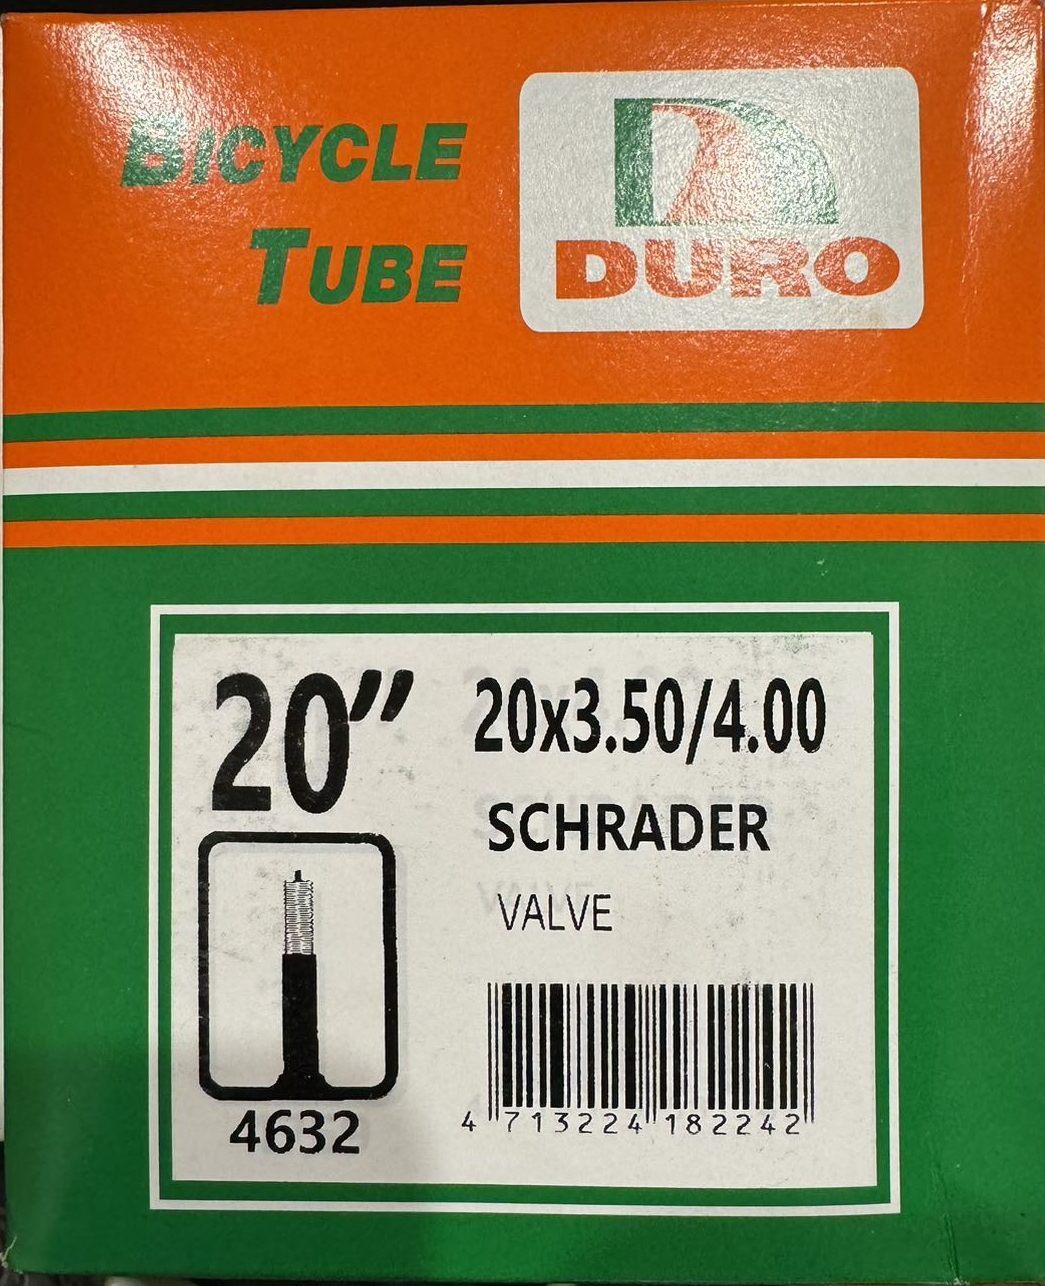 BICYCLE
TUBE
DURO
20"
20x3.50/4.00
SCHRADER
VALVE
4632
4 713224 182242